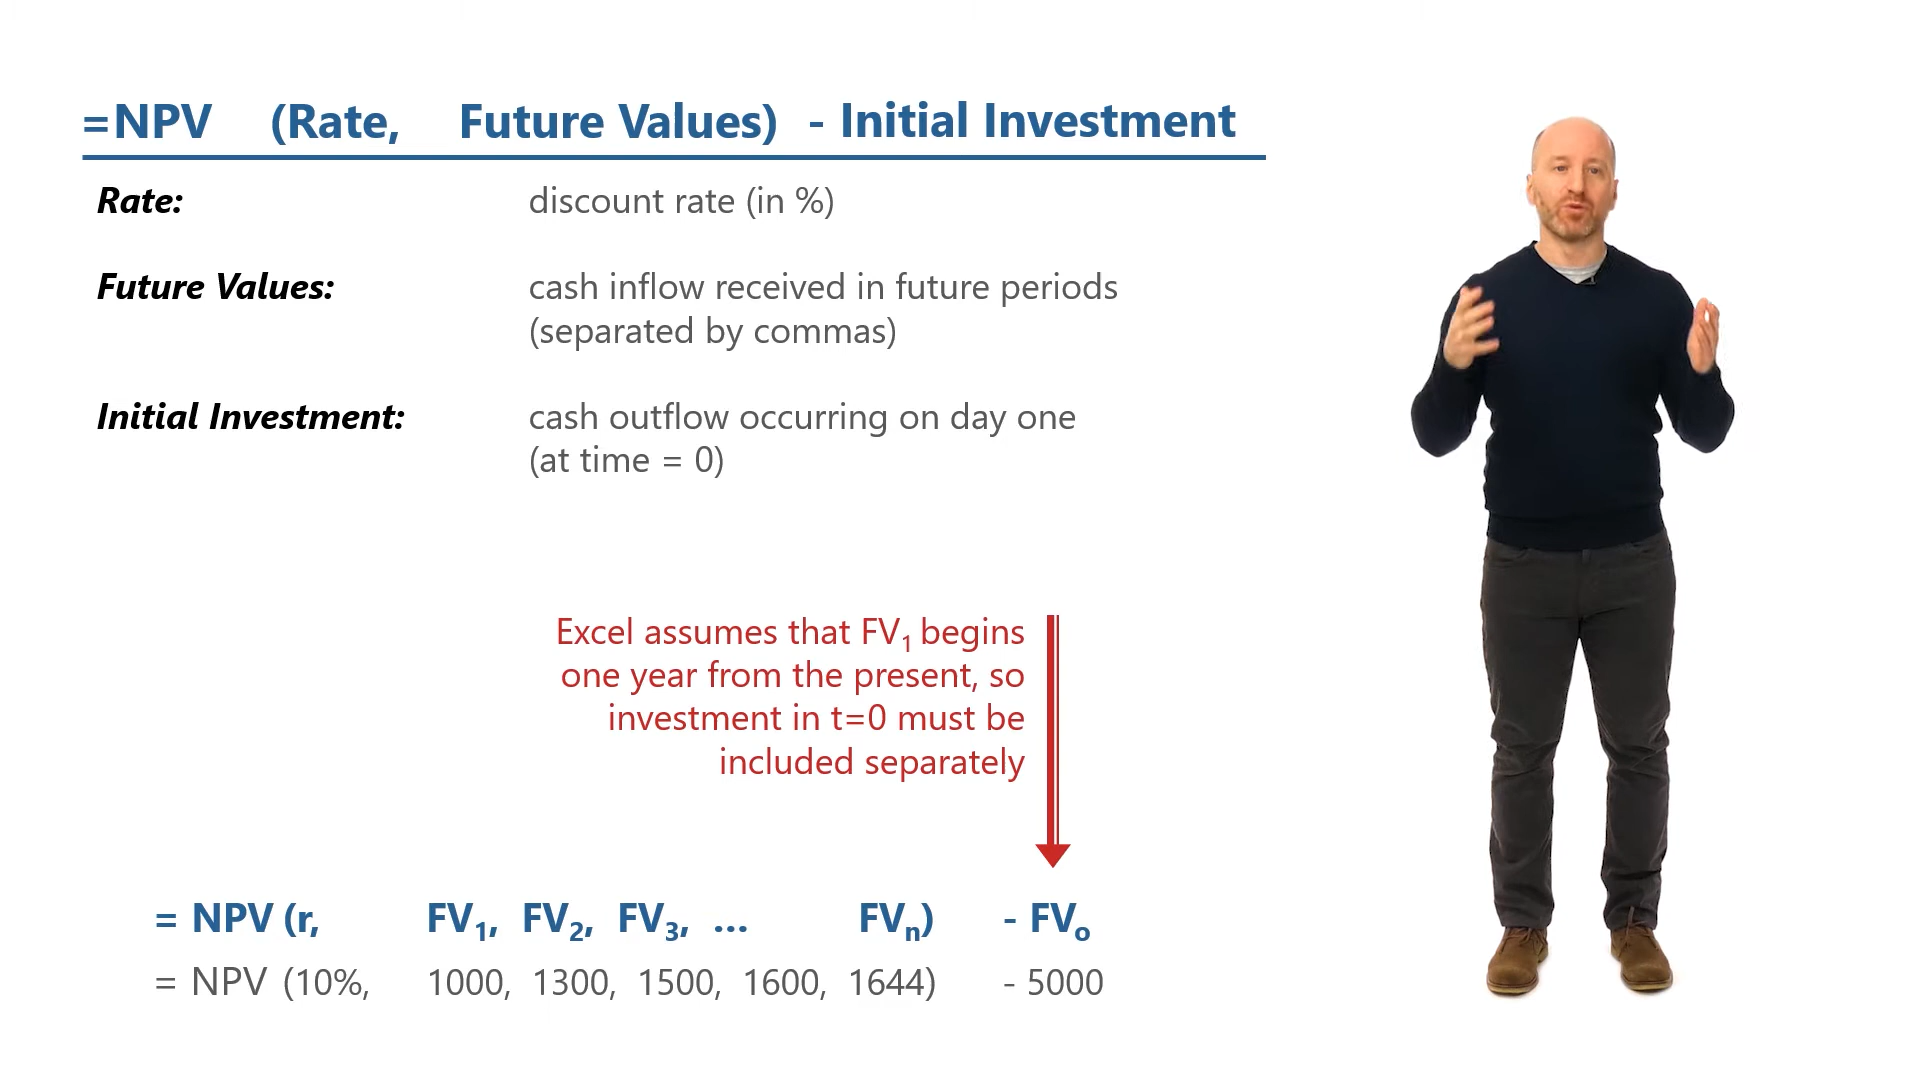 =NPV (Rate, Future Values) - Initial Investment
Rate: discount rate (in %)
Future Values: cash inflow received in future periods
(separated by commas)
Initial Investment: cash outflow occurring on day one
(at time = 0)
Excel assumes that FV₁ begins
one year from the present, so
investment in t=0 must be
included separately
= NPV (r, FV₁, FV₂, FV₃, ... FVₙ) - FVₒ
= NPV (10%, 1000, 1300, 1500, 1600, 1644) - 5000